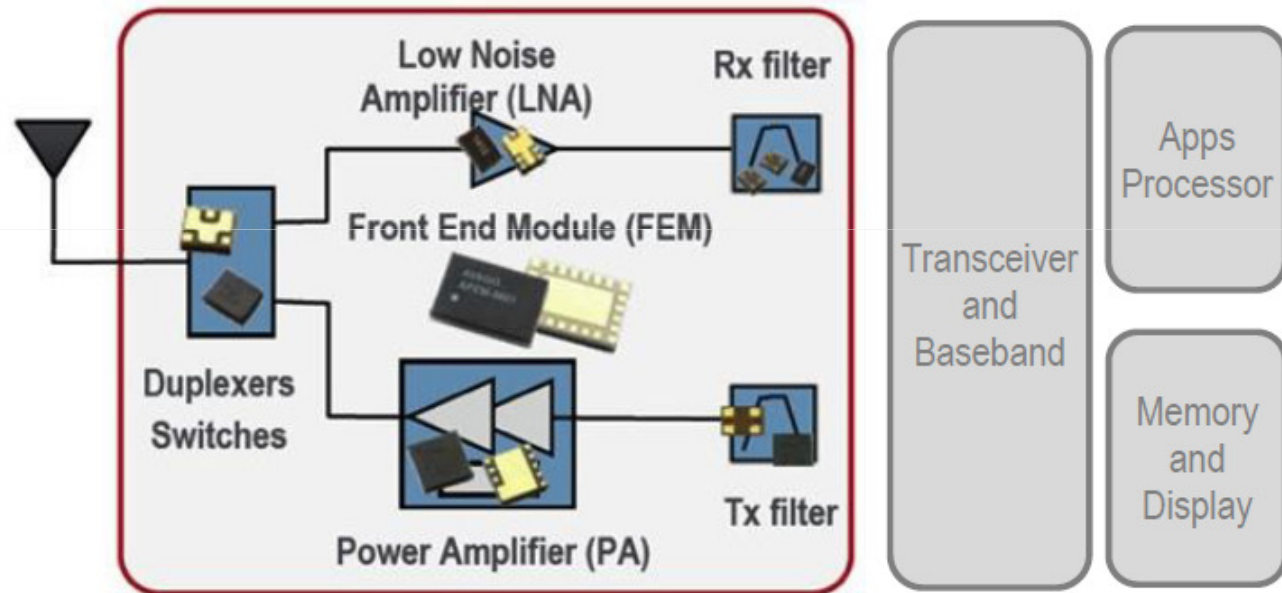 Low Noise
Amplifier (LNA)
Rx filter
Front End Module (FEM)
Duplexers
Switches
Power Amplifier (PA)
Tx filter
Transceiver
and
Baseband
Apps
Processor
Memory
and
Display